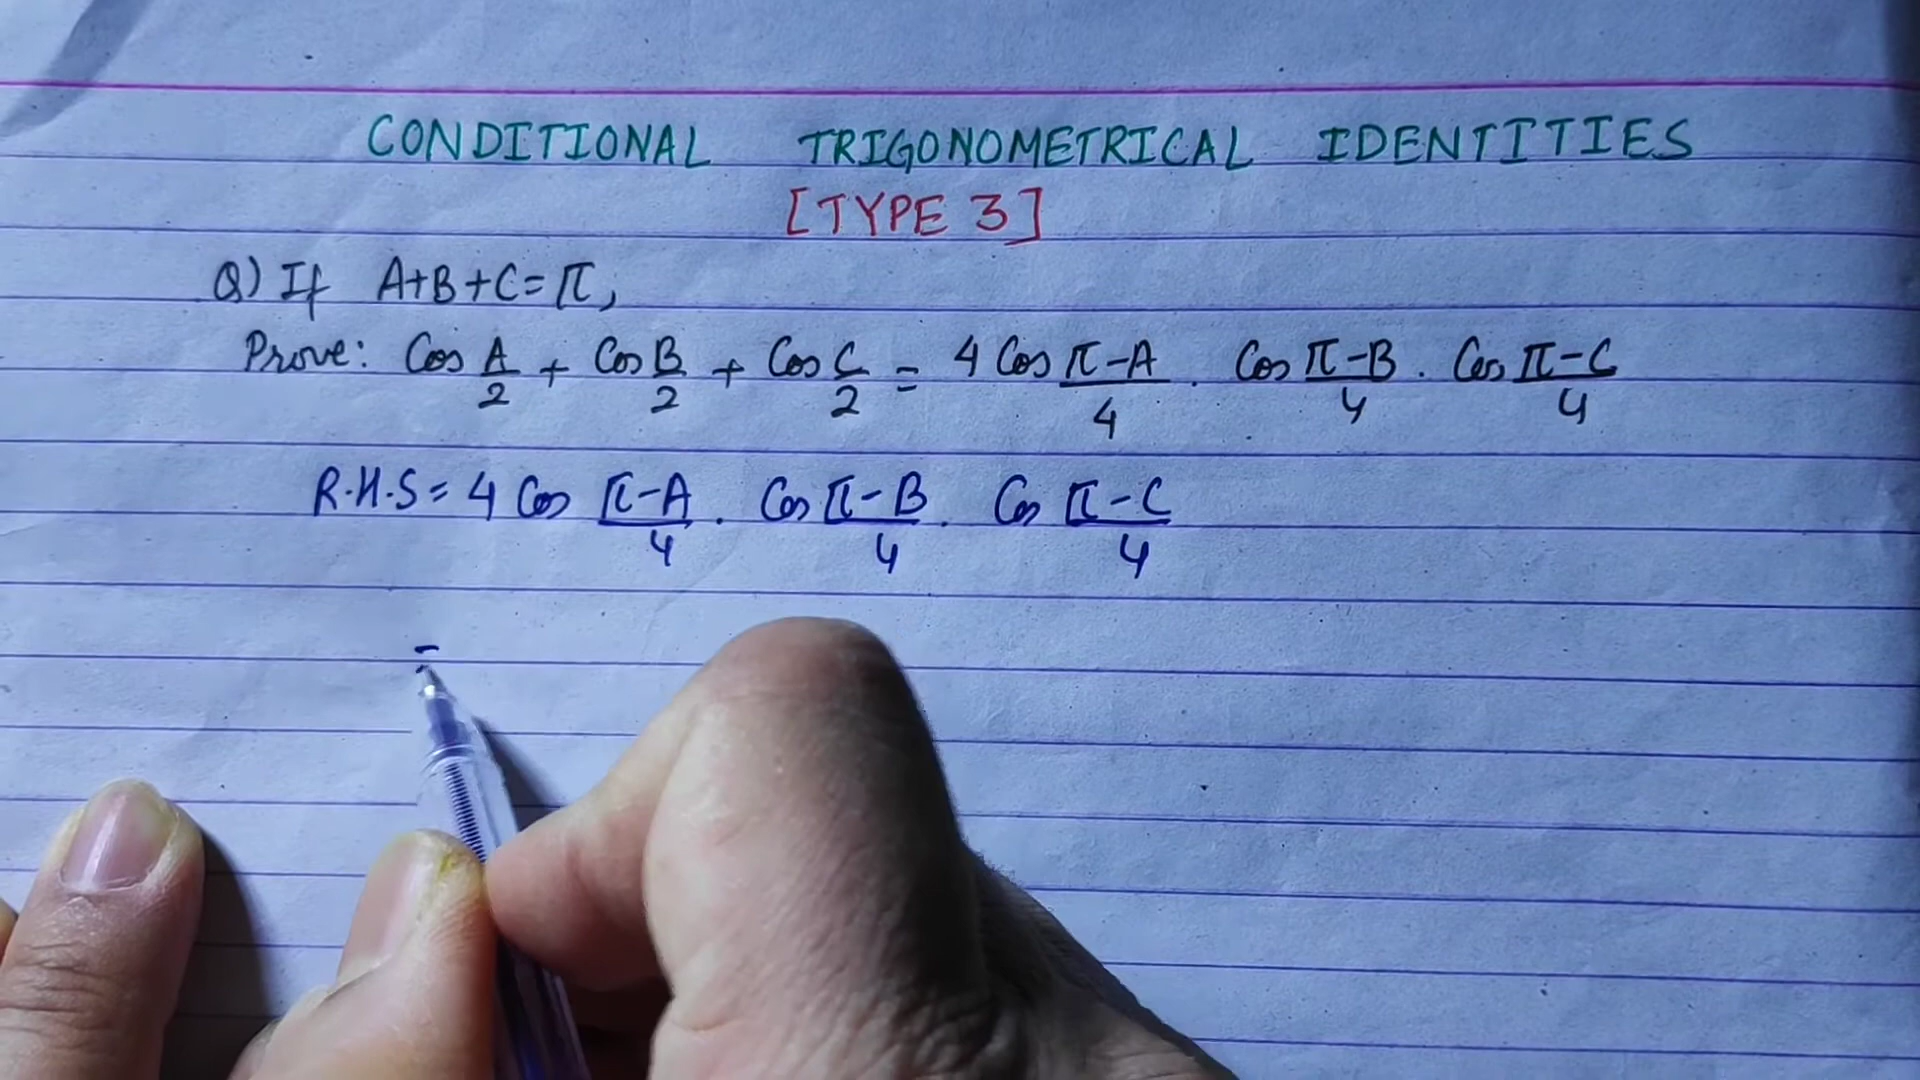 CONDITIONAL TRIGONOMETRICAL IDENTITIES
[TYPE 3]
Q) If A+B+C=π,
Prove: Cos A/2 + Cos B/2 + Cos C/2 = 4 Cos π-A/4 . Cos π-B/4 . Cos π-C/4
R.H.S = 4 Cos π-A/4 . Cos π-B/4 . Cos π-C/4
=